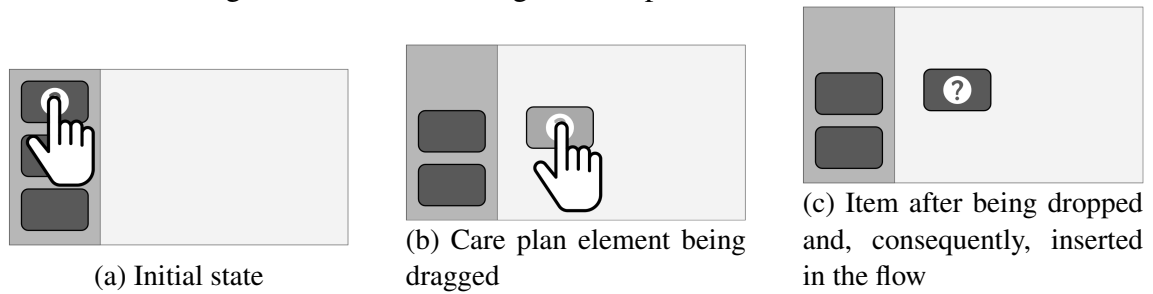 ?
(a) Initial state
(b) Care plan element being
dragged
(c) Item after being dropped
and, consequently, inserted
in the flow